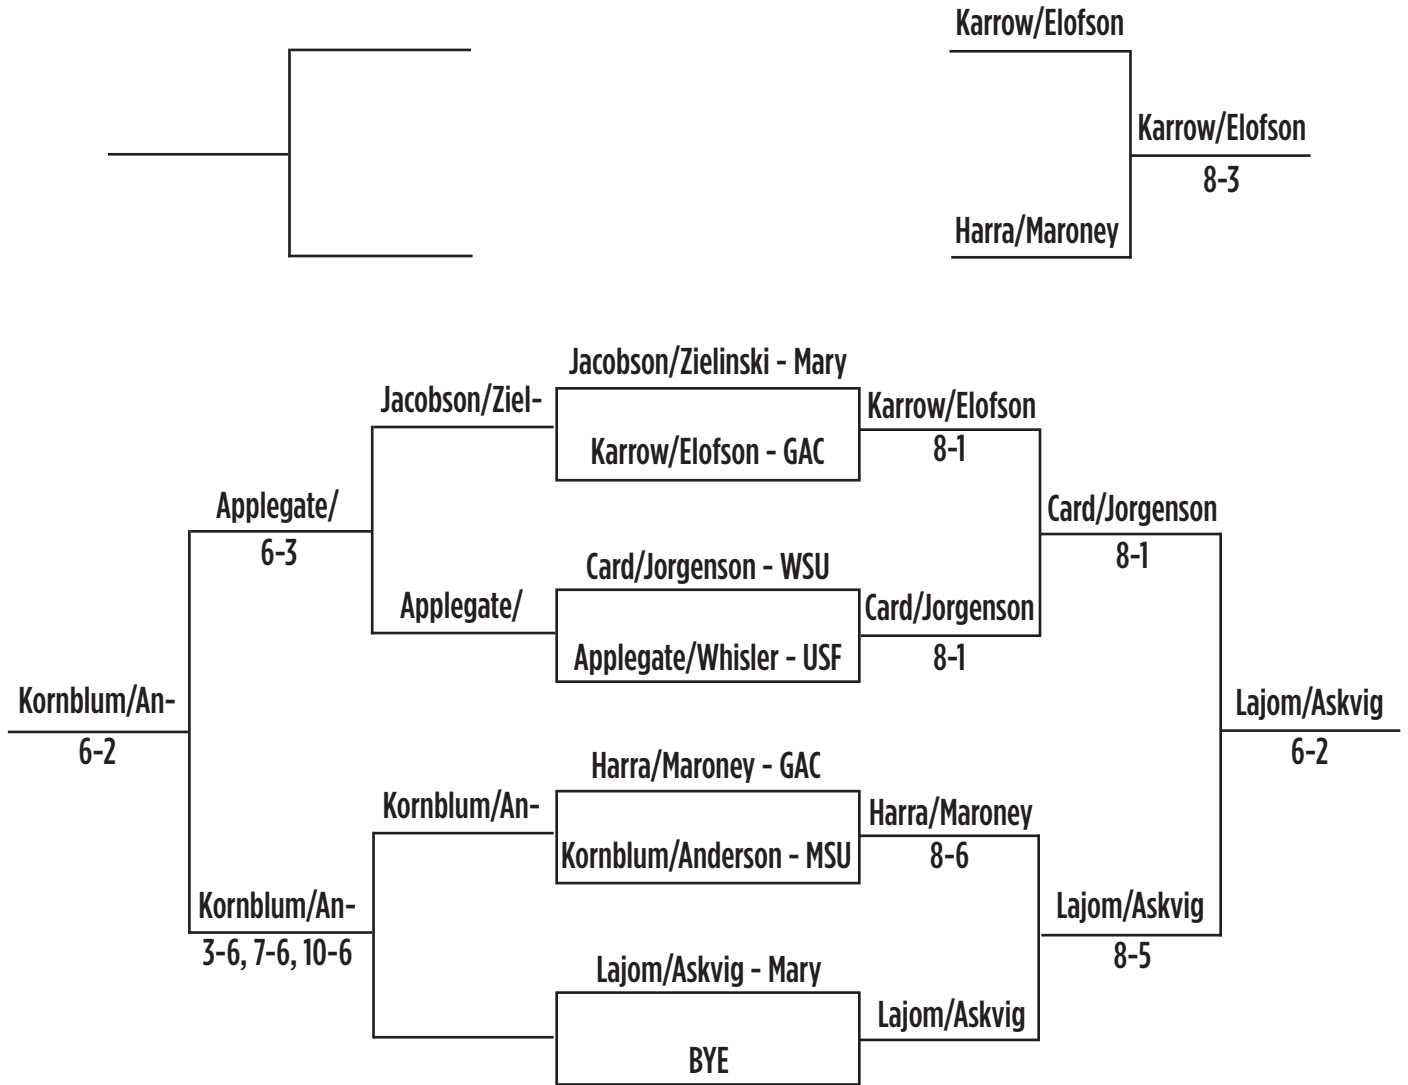 Karrow/Elofson
Karrow/Elofson
8-3
Harra/Maroney
Jacobson/Zielinski - Mary
Jacobson/Ziel-
Karrow/Elofson
8-1
Karrow/Elofson - GAC
Applegate/
6-3
Card/Jorgenson
8-1
Card/Jorgenson - WSU
Applegate/
Card/Jorgenson
8-1
Applegate/Whisler - USF
Kornblum/An-
6-2
Lajom/Askvig
6-2
Harra/Maroney - GAC
Kornblum/An-
Harra/Maroney
8-6
Kornblum/Anderson - MSU
Kornblum/An-
3-6, 7-6, 10-6
Lajom/Askvig
8-5
Lajom/Askvig - Mary
Lajom/Askvig
BYE